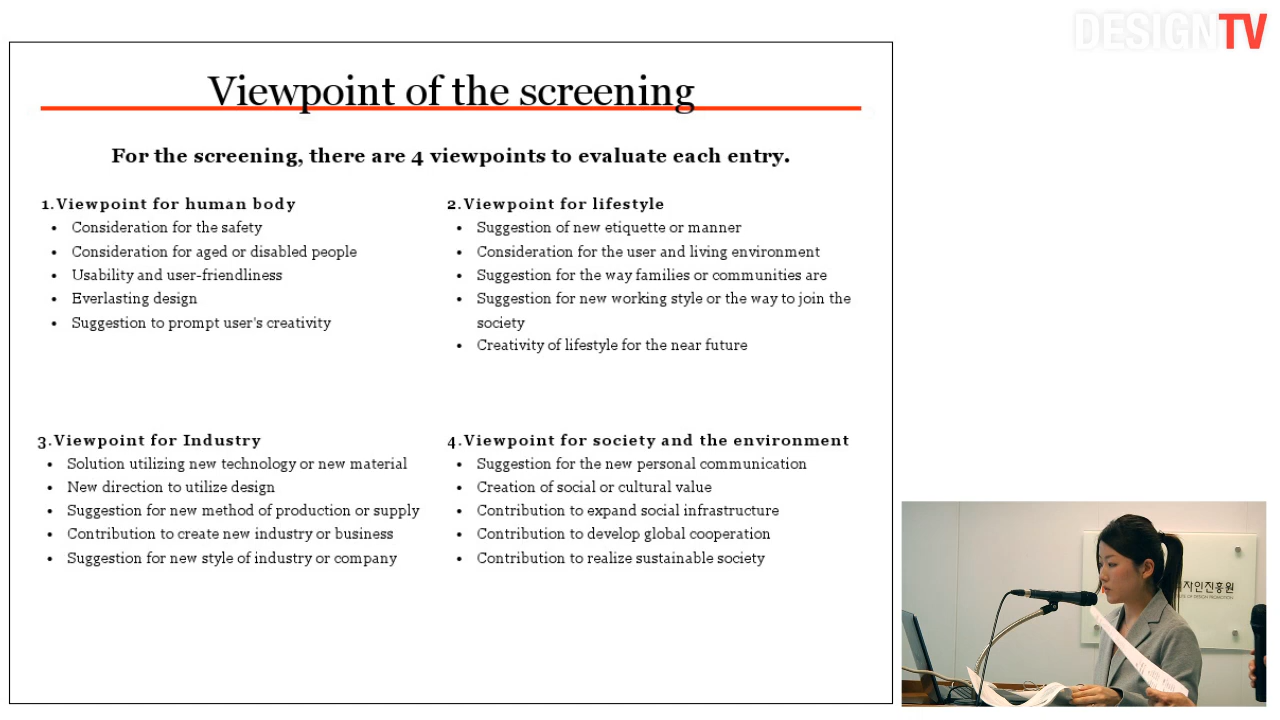 DESIGNTV
Viewpoint of the screening
For the screening, there are 4 viewpoints to evaluate each entry.
1.Viewpoint for human body
• Consideration for the safety
• Consideration for aged or disabled people
• Usability and user-friendliness
• Everlasting design
• Suggestion to prompt user's creativity
2.Viewpoint for lifestyle
• Suggestion of new etiquette or manner
• Consideration for the user and living environment
• Suggestion for the way families or communities are
• Suggestion for new working style or the way to join the
society
• Creativity of lifestyle for the near future
3.Viewpoint for Industry
• Solution utilizing new technology or new material
• New direction to utilize design
• Suggestion for new method of production or supply
• Contribution to create new industry or business
• Suggestion for new style of industry or company
4.Viewpoint for society and the environment
• Suggestion for the new personal communication
• Creation of social or cultural value
• Contribution to expand social infrastructure
• Contribution to develop global cooperation
• Contribution to realize sustainable society
자인진흥원
OF DESIGN PROMOTION